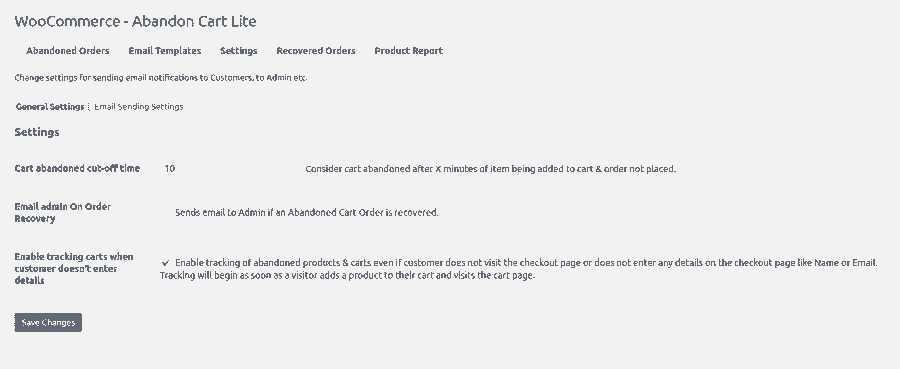 WooCommerce - Abandon Cart Lite
Abandoned Orders Email Templates Settings Recovered Orders Product Report
Change settings for sending email notifications to Customers, to Admin etc.
General Settings | Email Sending Settings
Settings
Cart abandoned cut-off time 10 Consider cart abandoned after X minutes of item being added to cart & order not placed.
Email admin On Order
Recovery
Sends email to Admin if an Abandoned Cart Order is recovered.
Enable tracking carts when
customer doesn't enter
details
Enable tracking of abandoned products & carts even if customer does not visit the checkout page or does not enter any details on the checkout page like Name or Email.
Tracking will begin as soon as a visitor adds a product to their cart and visits the cart page.
Save Changes